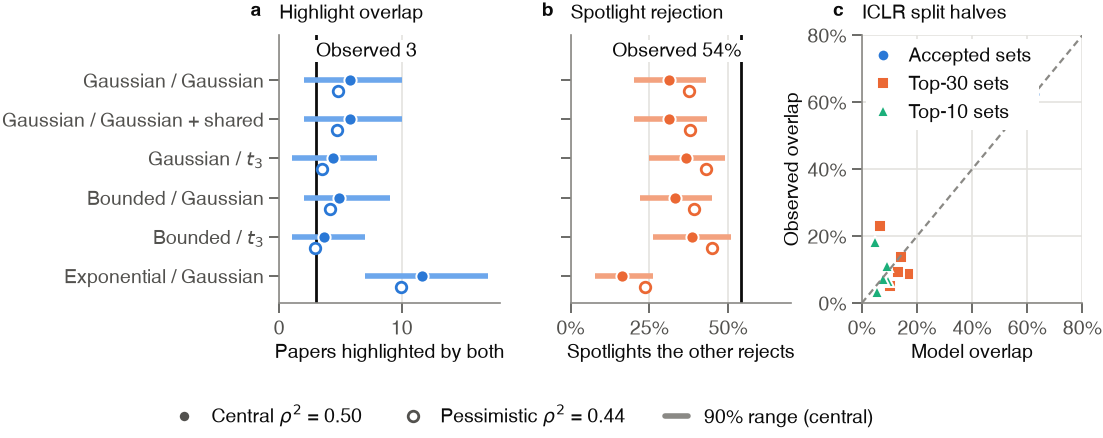 a Highlight overlap
Observed 3
Gaussian / Gaussian
Gaussian / Gaussian + shared
Gaussian / t₃
Bounded / Gaussian
Bounded / t₃
Exponential / Gaussian
0 10
Papers highlighted by both
b Spotlight rejection
Observed 54%
0% 25% 50%
Spotlights the other rejects
c ICLR split halves
Accepted sets
Top-30 sets
Top-10 sets
80%
60%
40%
20%
0%
Observed overlap
0% 20% 40% 60% 80%
Model overlap
Central ρ² = 0.50 Pessimistic ρ² = 0.44 90% range (central)